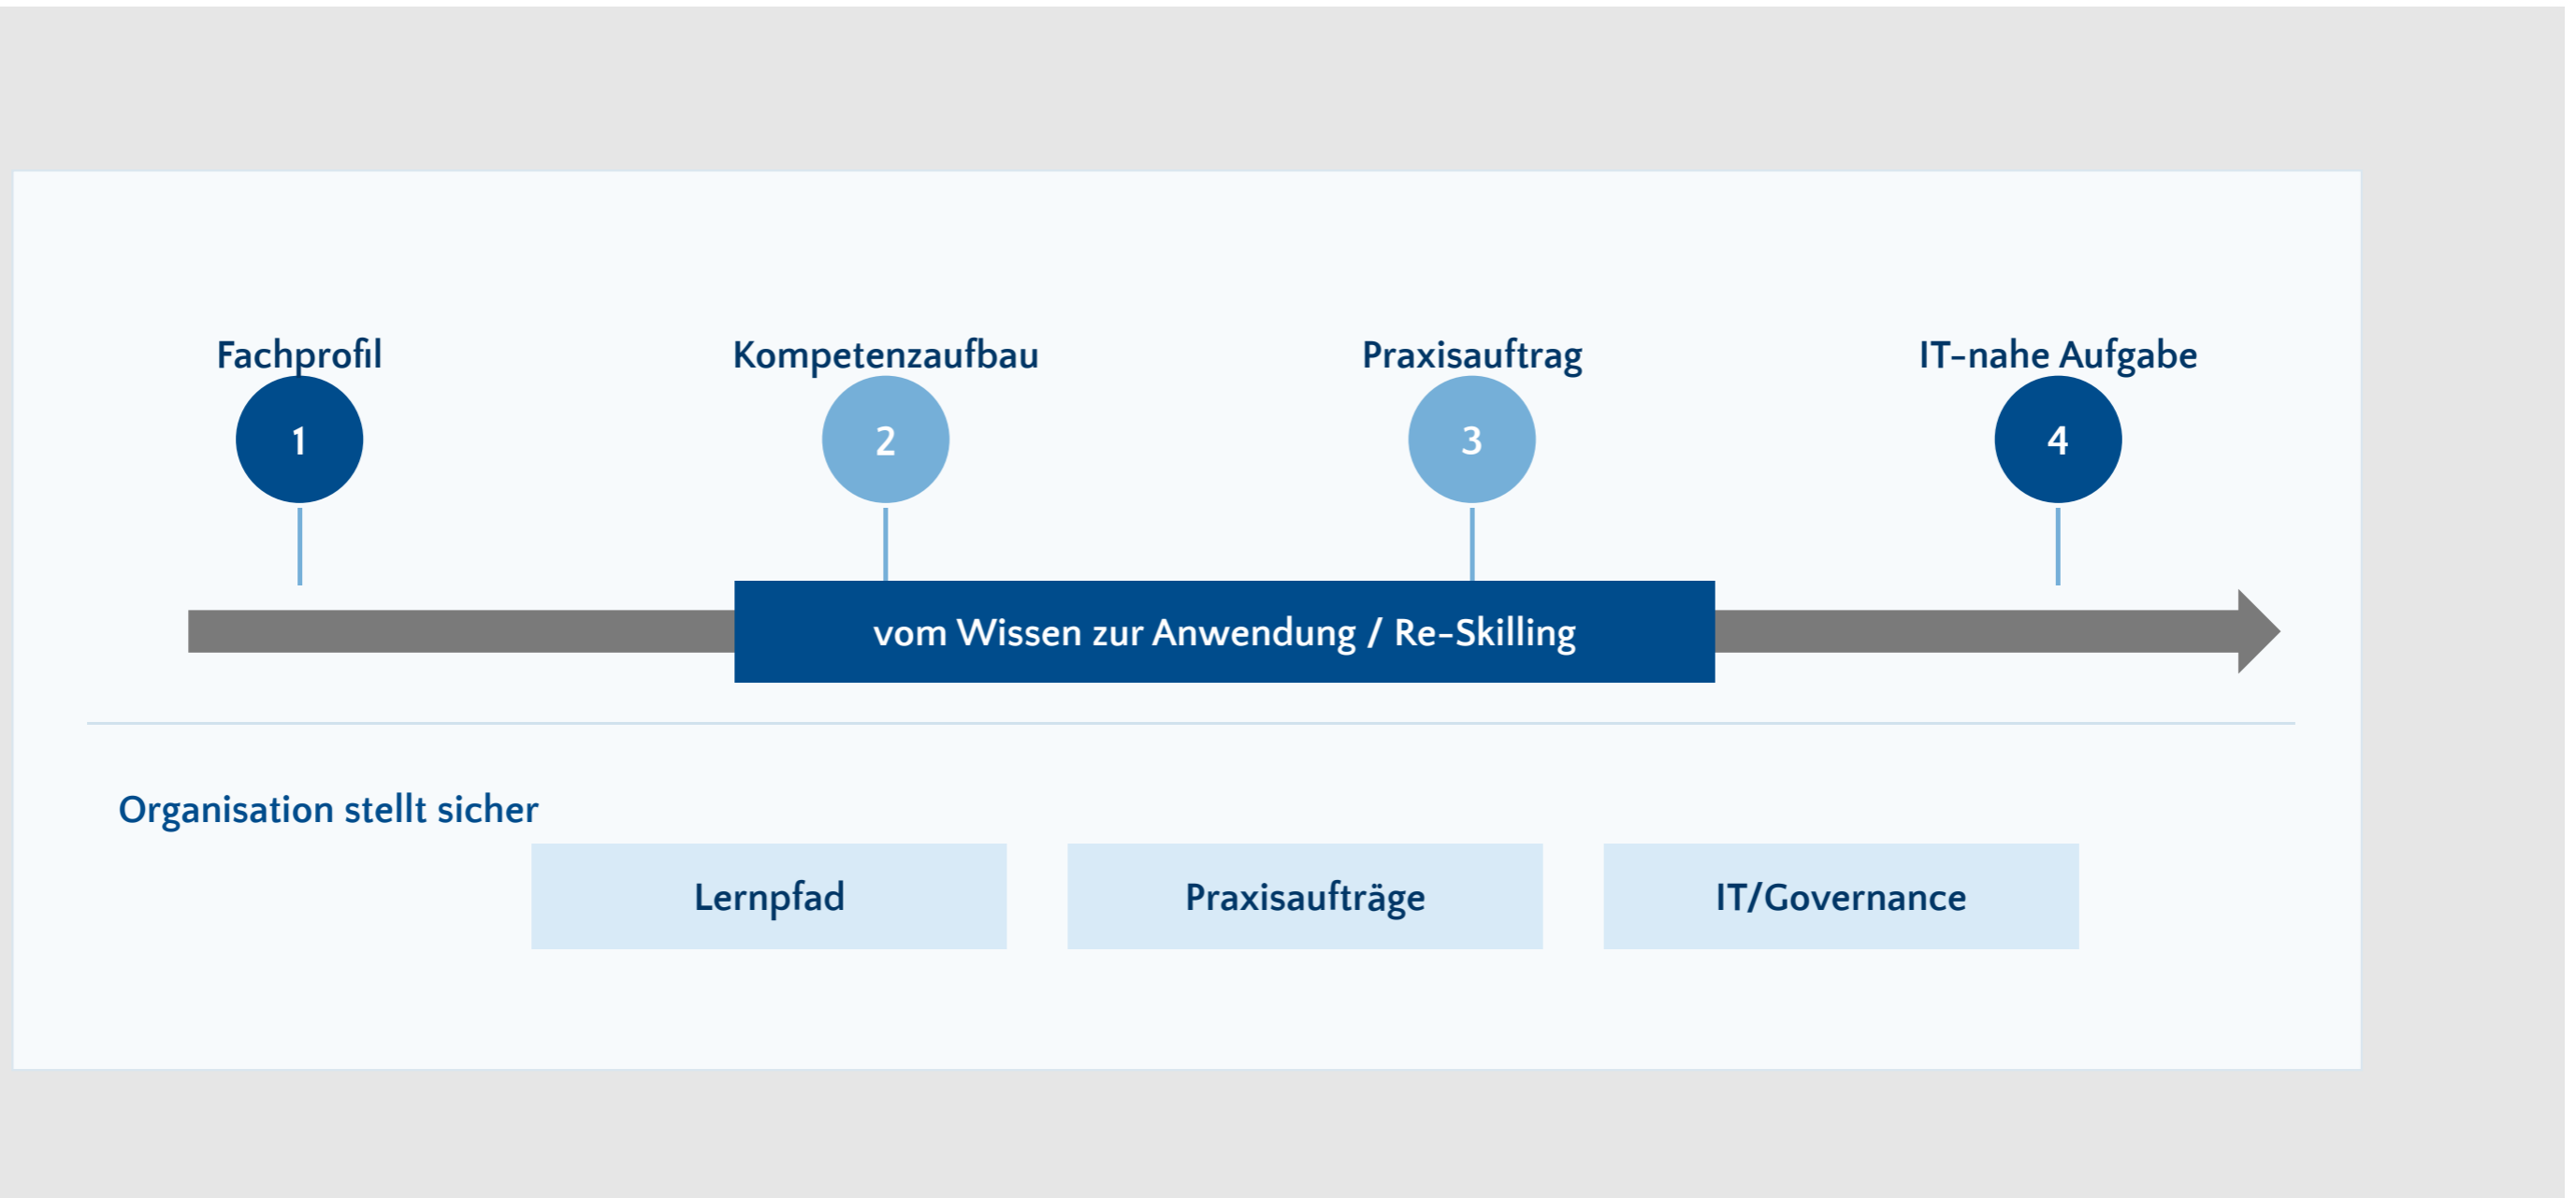 Fachprofil
Kompetenzaufbau
Praxisauftrag
IT-nahe Aufgabe
1
2
3
4
vom Wissen zur Anwendung / Re-Skilling
Organisation stellt sicher
Lernpfad
Praxisaufträge
IT/Governance